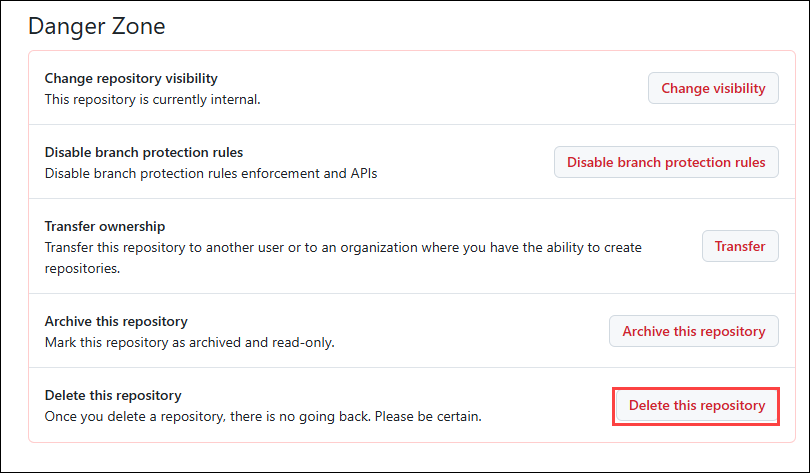 Danger Zone
Change repository visibility
This repository is currently internal.
Change visibility
Disable branch protection rules
Disable branch protection rules enforcement and APIs
Disable branch protection rules
Transfer ownership
Transfer this repository to another user or to an organization where you have the ability to create
repositories.
Transfer
Archive this repository
Mark this repository as archived and read-only.
Archive this repository
Delete this repository
Once you delete a repository, there is no going back. Please be certain.
Delete this repository